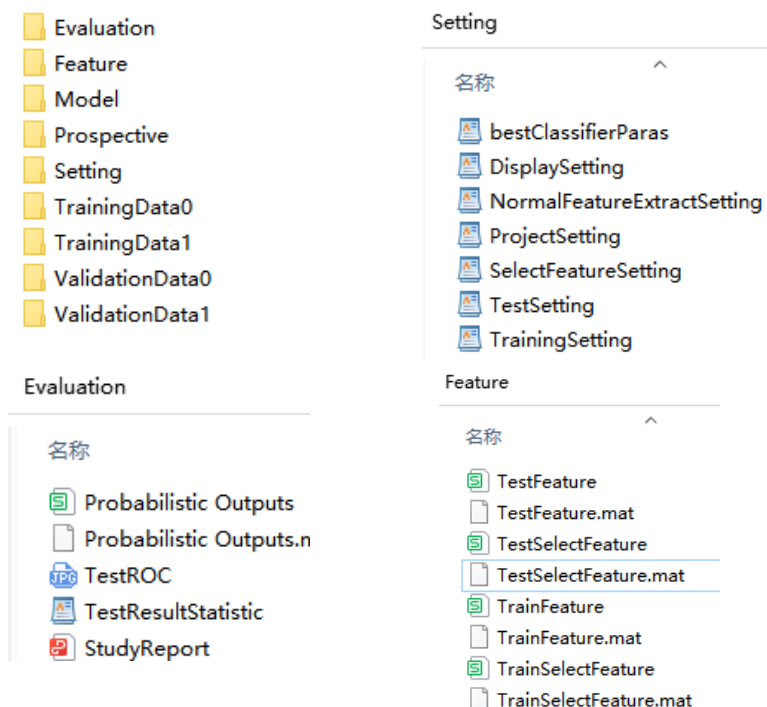 Evaluation
Feature
Model
Prospective
Setting
TrainingData0
TrainingData1
ValidationData0
ValidationData1
Setting
名称
bestClassifierParas
DisplaySetting
NormalFeatureExtractSetting
ProjectSetting
SelectFeatureSetting
TestSetting
TrainingSetting
Evaluation
名称
Probabilistic Outputs
Probabilistic Outputs.n
JPG TestROC
TestResultStatistic
StudyReport
Feature
名称
TestFeature
TestFeature.mat
TestSelectFeature
TestSelectFeature.mat
TrainFeature
TrainFeature.mat
TrainSelectFeature
TrainSelectFeature.mat